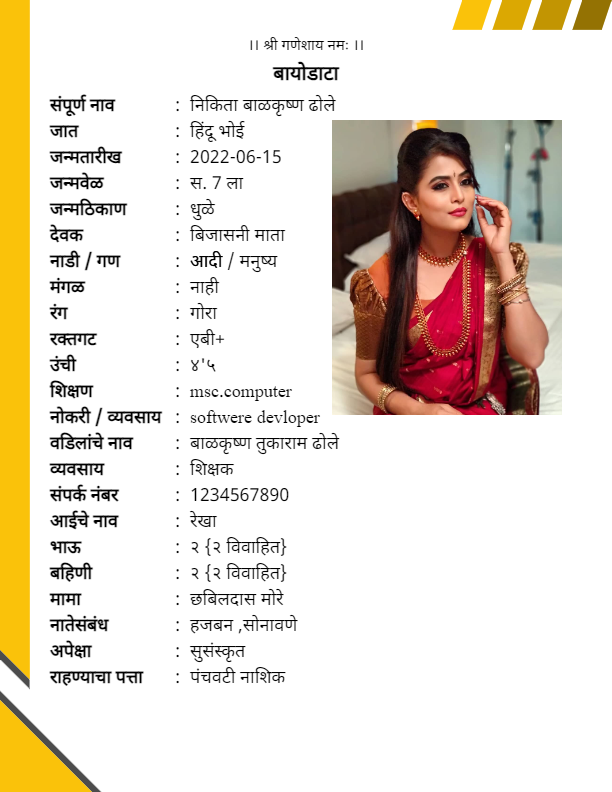 ।। श्री गणेशाय नमः ।।
बायोडाटा
संपूर्ण नाव : निकिता बाळकृष्ण ढोले
जात : हिंदू भोई
जन्मतारीख : 2022-06-15
जन्मवेळ : स. 7 ला
जन्मठिकाण : धुळे
देवक : बिजासनी माता
नाडी / गण : आदी / मनुष्य
मंगळ : नाही
रंग : गोरा
रक्तगट : एबी+
उंची : ४'५
शिक्षण : msc.computer
नोकरी / व्यवसाय : softwere devloper
वडिलांचे नाव : बाळकृष्ण तुकाराम ढोले
व्यवसाय : शिक्षक
संपर्क नंबर : 1234567890
आईचे नाव : रेखा
भाऊ : २ {२ विवाहित}
बहिणी : २ {२ विवाहित}
मामा : छबिलदास मोरे
नातेसंबंध : हजबन ,सोनावणे
अपेक्षा : सुसंस्कृत
राहण्याचा पत्ता : पंचवटी नाशिक